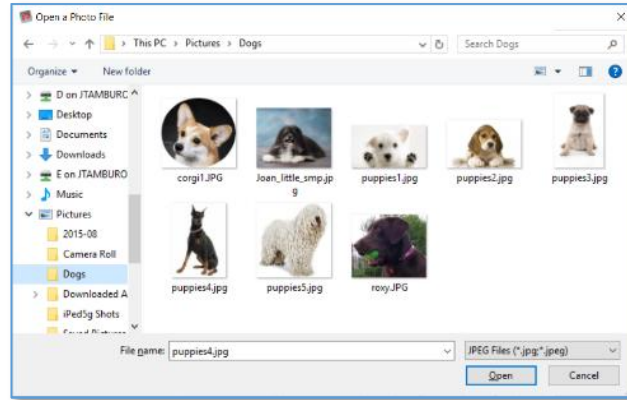 Open a Photo File
This PC > Pictures > Dogs
Search Dogs
Organize
New folder
D on JTAMBURC
Desktop
Documents
Downloads
E on JTAMBURO
Music
Pictures
2015-08
Camera Roll
Dogs
Downloaded A
iPed5g Shots
corgi1.JPG
Joan_little_smp.jp
g
puppies1.jpg
puppies2.jpg
puppies3.jpg
puppies4.jpg
puppies5.jpg
roxy.JPG
File name: puppies4.jpg
JPEG Files (*.jpg;*.jpeg)
Open
Cancel